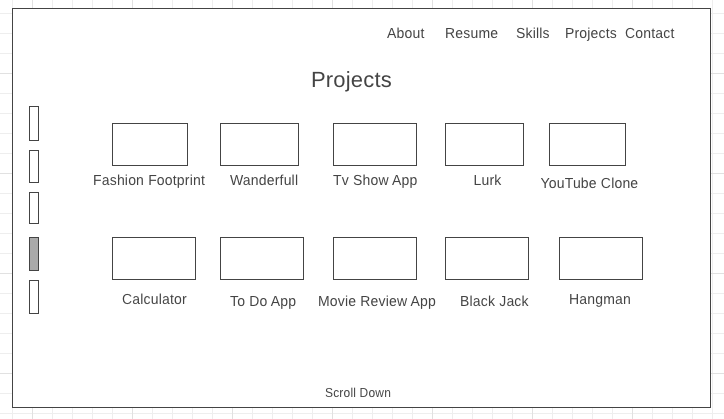 About Resume Skills Projects Contact
Projects
Fashion Footprint Wanderfull Tv Show App Lurk YouTube Clone
Calculator To Do App Movie Review App Black Jack Hangman
Scroll Down